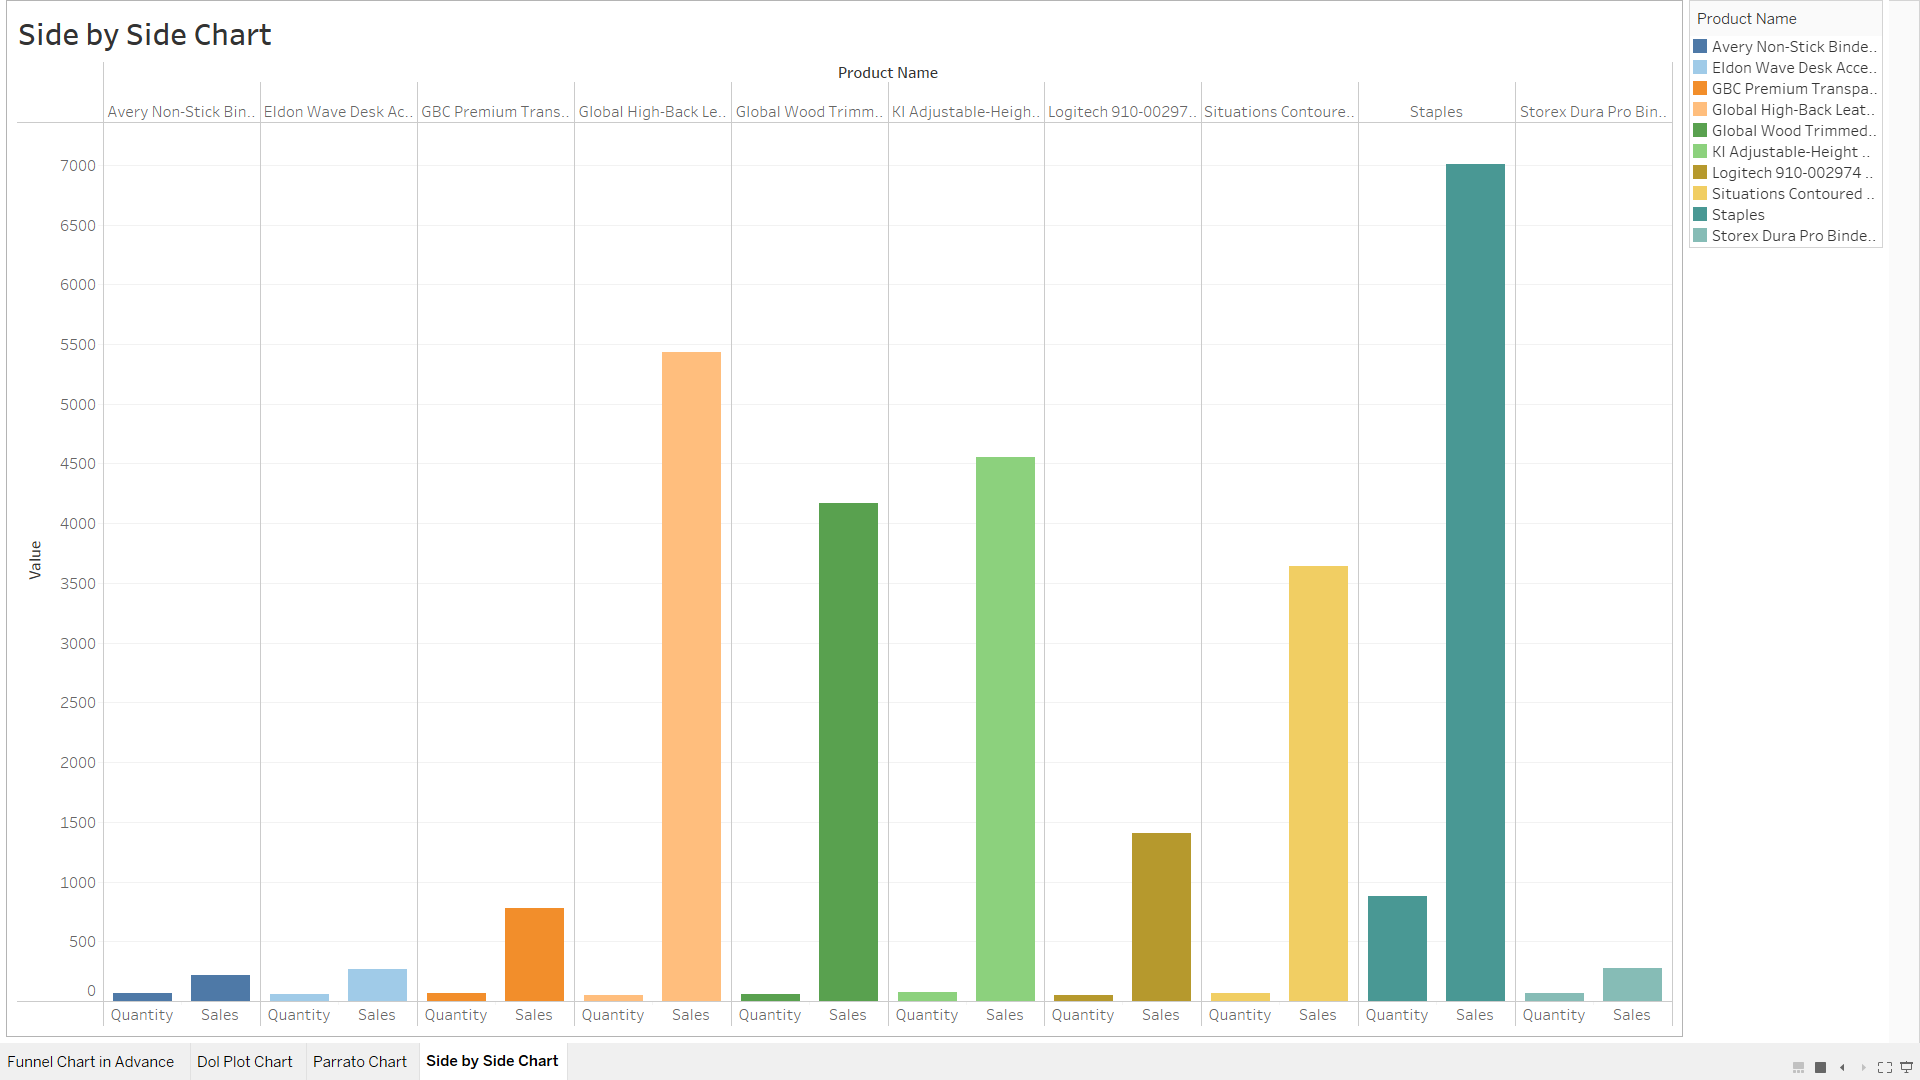 Side by Side Chart
Product Name
Avery Non-Stick Bin.. Eldon Wave Desk Ac.. GBC Premium Trans.. Global High-Back Le.. Global Wood Trimm.. KI Adjustable-Heigh.. Logitech 910-00297.. Situations Contoure.. Staples Storex Dura Pro Bin..
7000
6500
6000
5500
5000
4500
4000
3500
3000
2500
2000
1500
1000
500
0
Value
Quantity Sales Quantity Sales Quantity Sales Quantity Sales Quantity Sales Quantity Sales Quantity Sales Quantity Sales Quantity Sales Quantity Sales
Product Name
Avery Non-Stick Binde..
Eldon Wave Desk Acce..
GBC Premium Transpa..
Global High-Back Leat..
Global Wood Trimmed..
KI Adjustable-Height ..
Logitech 910-002974 ..
Situations Contoured ..
Staples
Storex Dura Pro Binde..
Funnel Chart in Advance Dol Plot Chart Parrato Chart Side by Side Chart